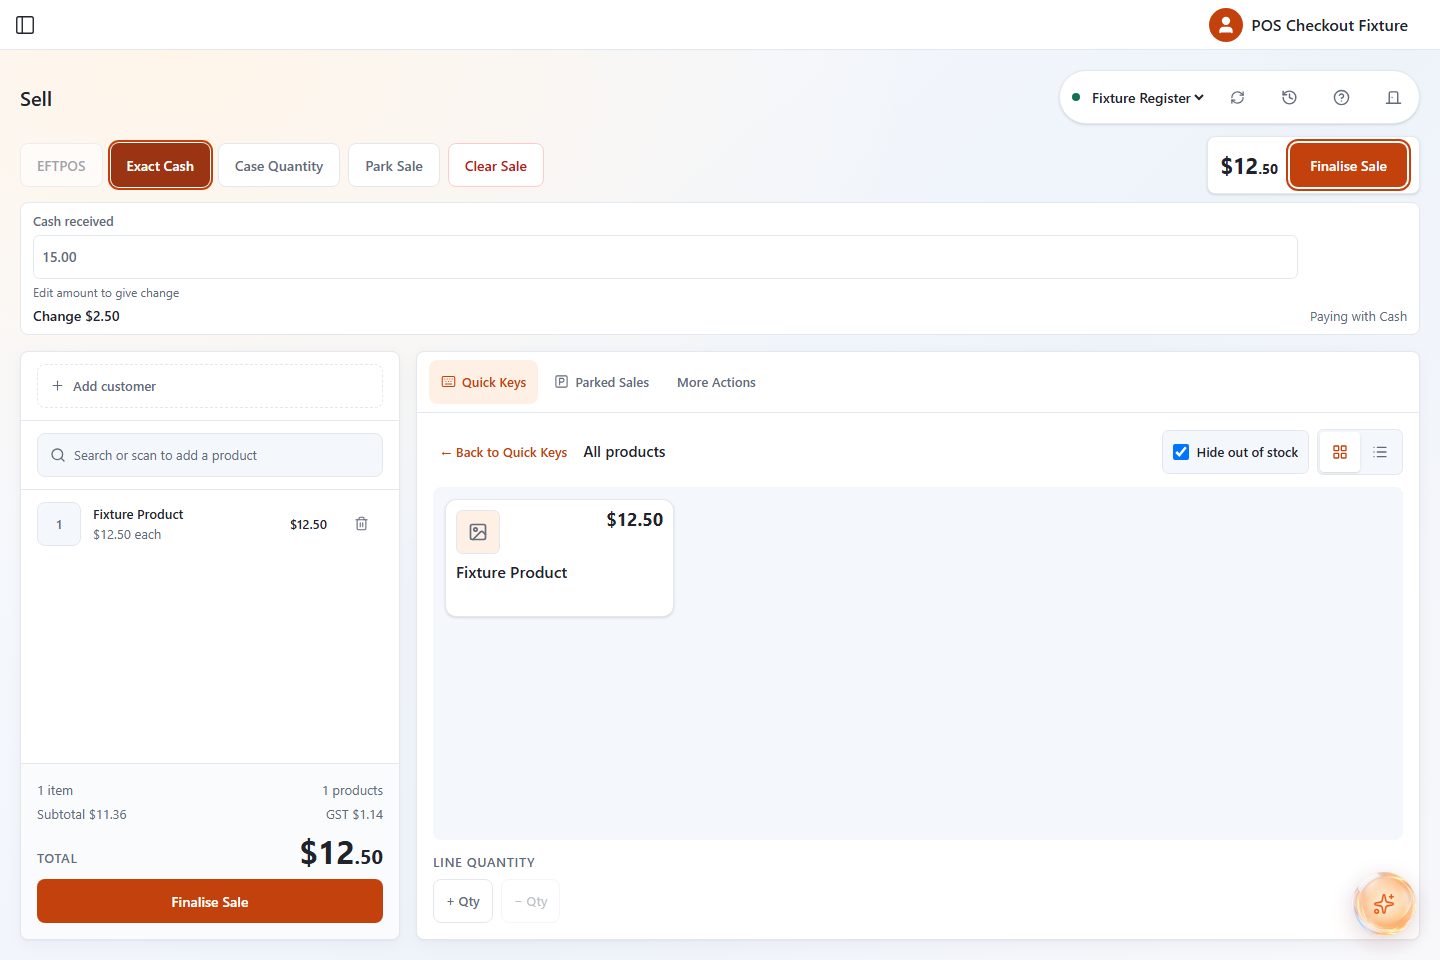 POS Checkout Fixture
Sell
Fixture Register
EFTPOS
Exact Cash
Case Quantity
Park Sale
Clear Sale
$12.50
Finalise Sale
Cash received
15.00
Edit amount to give change
Change $2.50
Paying with Cash
+ Add customer
Search or scan to add a product
1
Fixture Product
$12.50 each
$12.50
1 item
1 products
Subtotal $11.36
GST $1.14
TOTAL
$12.50
Finalise Sale
Quick Keys
P Parked Sales
More Actions
← Back to Quick Keys
All products
Hide out of stock
$12.50
Fixture Product
LINE QUANTITY
+ Qty
− Qty